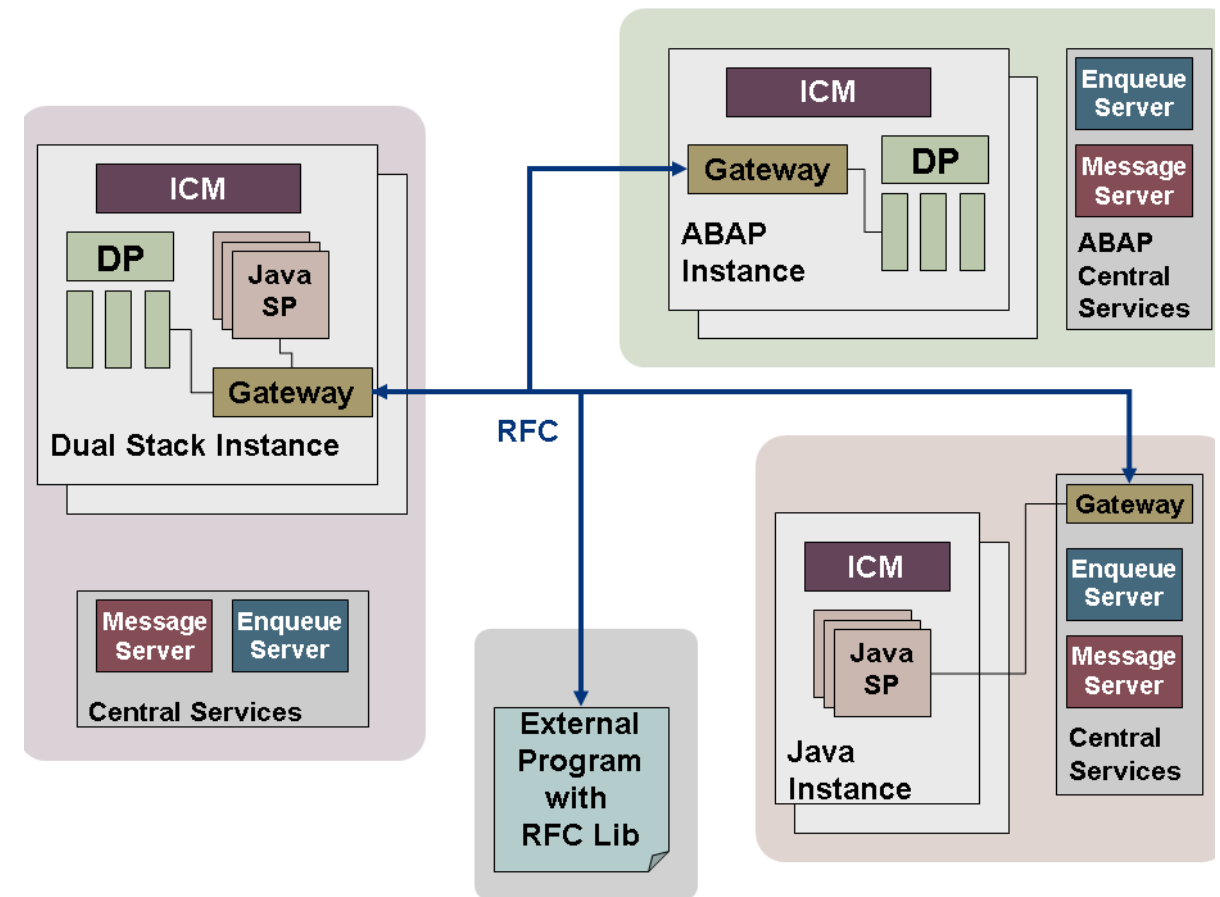 ICM
DP
Java
SP
Gateway
Dual Stack Instance
Message
Server
Enqueue
Server
Central Services
RFC
ICM
Gateway
DP
ABAP
Instance
Enqueue
Server
Message
Server
ABAP
Central
Services
External
Program
with
RFC Lib
ICM
Java
SP
Java
Instance
Gateway
Enqueue
Server
Message
Server
Central
Services